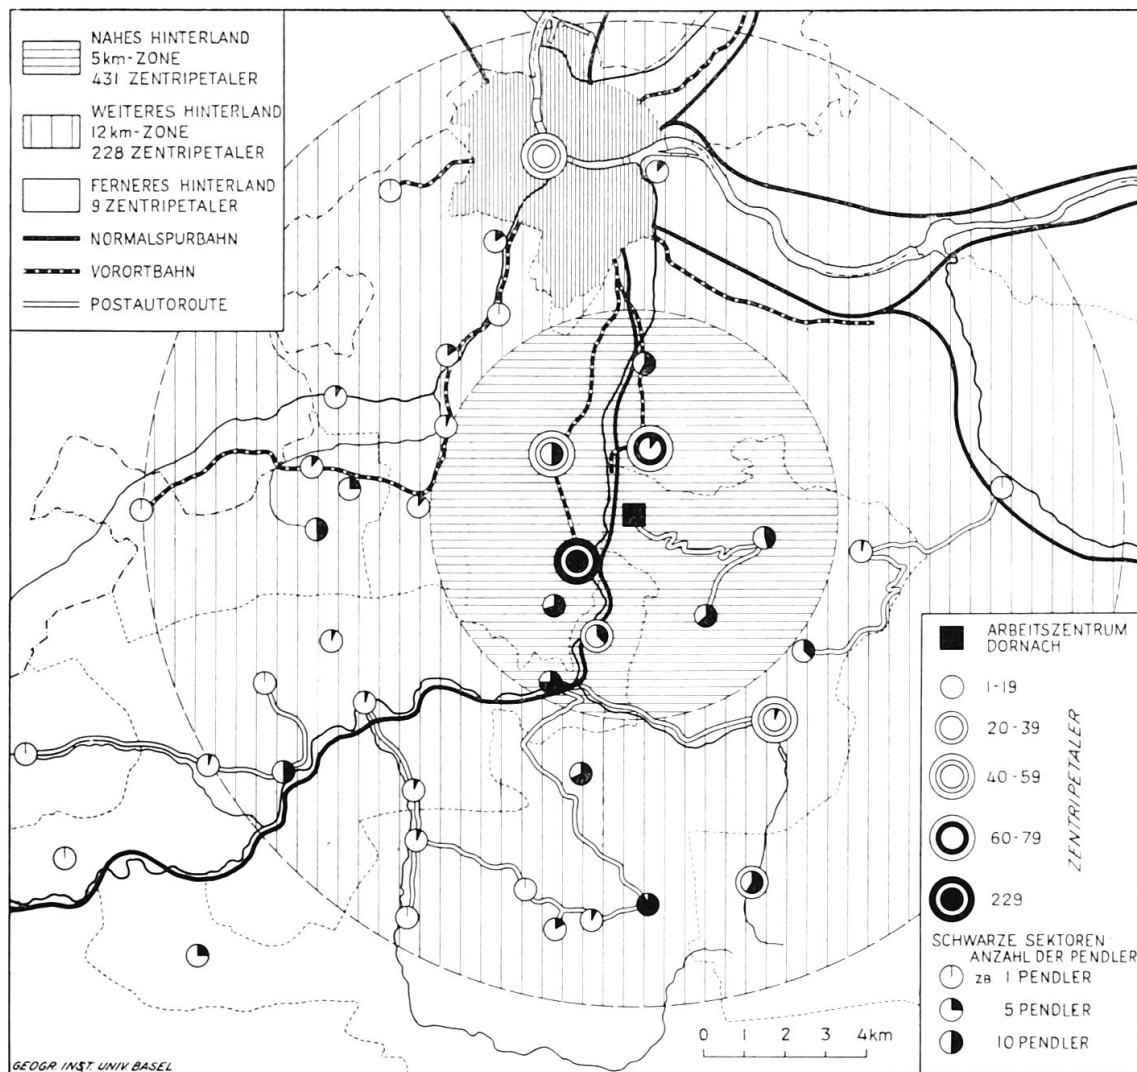 NAHES HINTERLAND
5km-ZONE
431 ZENTRIPETALER
WEITERES HINTERLAND
12km-ZONE
228 ZENTRIPETALER
FERNERES HINTERLAND
9 ZENTRIPETALER
NORMALSPURBAHN
VORORTBAHN
POSTAUTOROUTE
ARBEITSZENTRUM
DORNACH
1-19
20-39
40-59
60-79
229
ZENTRIPETALER
SCHWARZE SEKTOREN
ANZAHL DER PENDLER
ZB. 1 PENDLER
5 PENDLER
10 PENDLER
0 1 2 3 4km
GEOGR. INST. UNIV. BASEL